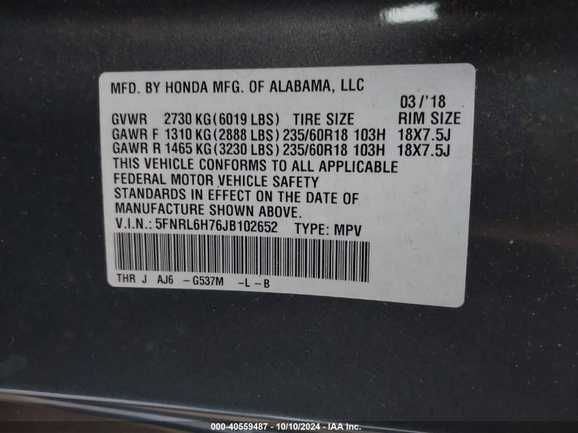 MFD. BY HONDA MFG. OF ALABAMA, LLC
03/'18
GVWR 2730 KG(6019 LBS) TIRE SIZE RIM SIZE
GAWR F 1310 KG(2888 LBS)235/60R18 103H 18X7.5J
GAWR R 1465 KG(3230 LBS)235/60R18 103H 18X7.5J
THIS VEHICLE CONFORMS TO ALL APPLICABLE
FEDERAL MOTOR VEHICLE SAFETY
STANDARDS IN EFFECT ON THE DATE OF
MANUFACTURE SHOWN ABOVE.
V.I.N.: 5FNRL6H76JB102652 TYPE: MPV
THR J AJ6 -G537M -L -B
000-40559487 - 10/10/2024 - IAA Inc.